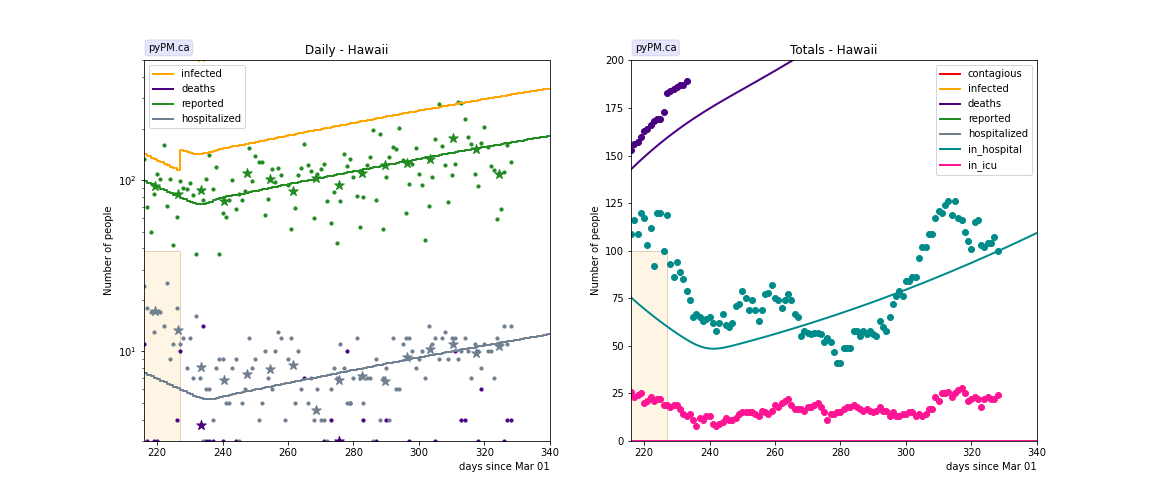 pyPM.ca
Daily - Hawaii
infected
deaths
reported
hospitalized
10²
10¹
Number of people
220
240
260
280
300
320
340
days since Mar 01
pyPM.ca
Totals - Hawaii
contagious
infected
deaths
reported
hospitalized
in_hospital
in_icu
200
175
150
125
100
75
50
25
0
Number of people
220
240
260
280
300
320
340
days since Mar 01